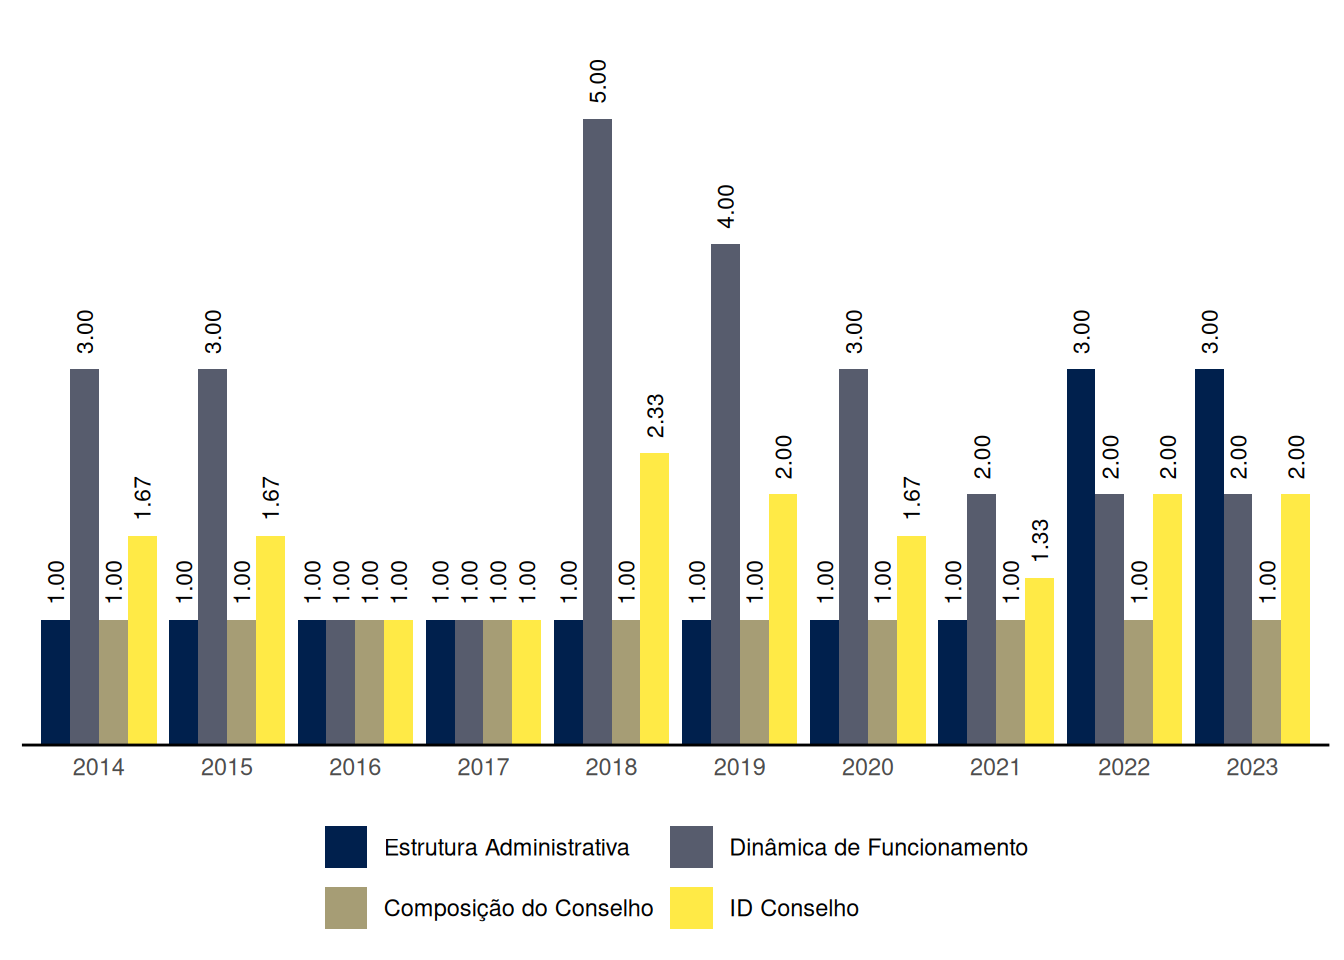 5.00
4.00
3.00 3.00 3.00 3.00 3.00
2.33
2.00 2.00 2.00 2.00 2.00 2.00
1.67 1.67 1.67
1.33
1.00 1.00 1.00 1.00 1.00 1.00 1.00 1.00 1.00 1.00 1.00 1.00 1.00 1.00 1.00 1.00 1.00 1.00 1.00 1.00 1.00 1.00 1.00 1.00
2014 2015 2016 2017 2018 2019 2020 2021 2022 2023
Estrutura Administrativa Dinâmica de Funcionamento
Composição do Conselho ID Conselho